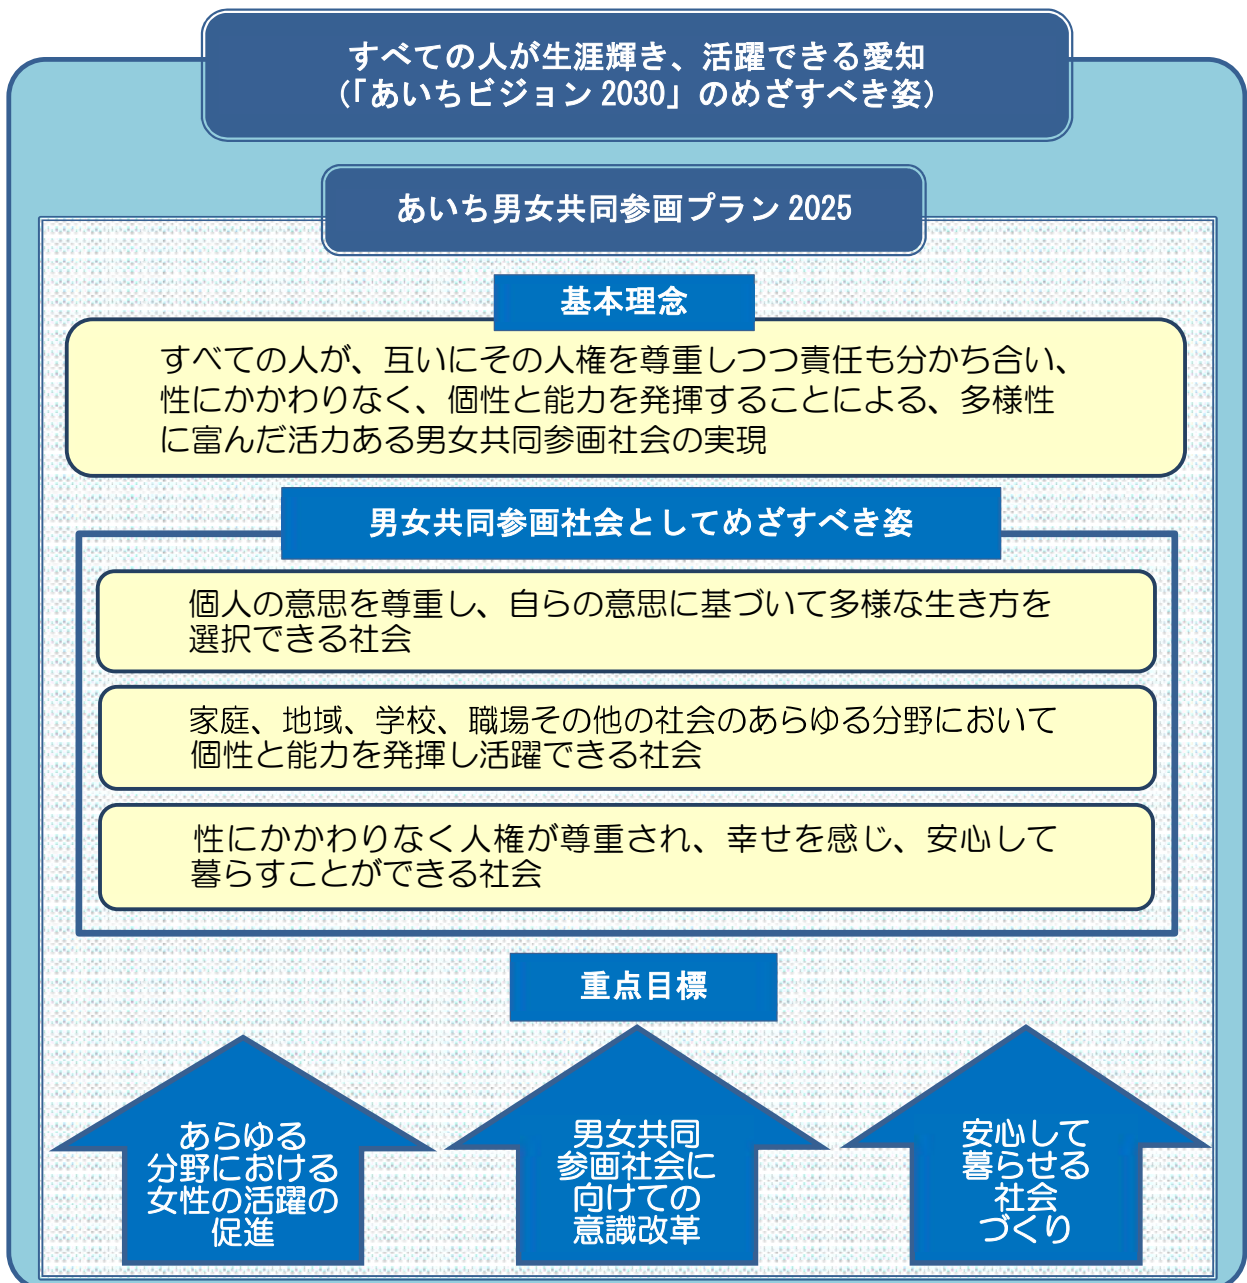 すべての人が生涯輝き、活躍できる愛知
(「あいちビジョン 2030」のめざすべき姿)
あいち男女共同参画プラン 2025
基本理念
すべての人が、互いにその人権を尊重しつつ責任も分かち合い、
性にかかわりなく、個性と能力を発揮することによる、多様性
に富んだ活力ある男女共同参画社会の実現
男女共同参画社会としてめざすべき姿
個人の意思を尊重し、自らの意思に基づいて多様な生き方を
選択できる社会
家庭、地域、学校、職場その他の社会のあらゆる分野において
個性と能力を発揮し活躍できる社会
性にかかわりなく人権が尊重され、幸せを感じ、安心して
暮らすことができる社会
重点目標
あらゆる
分野における
女性の活躍の
促進
男女共同
参画社会に
向けての
意識改革
安心して
暮らせる
社会
づくり